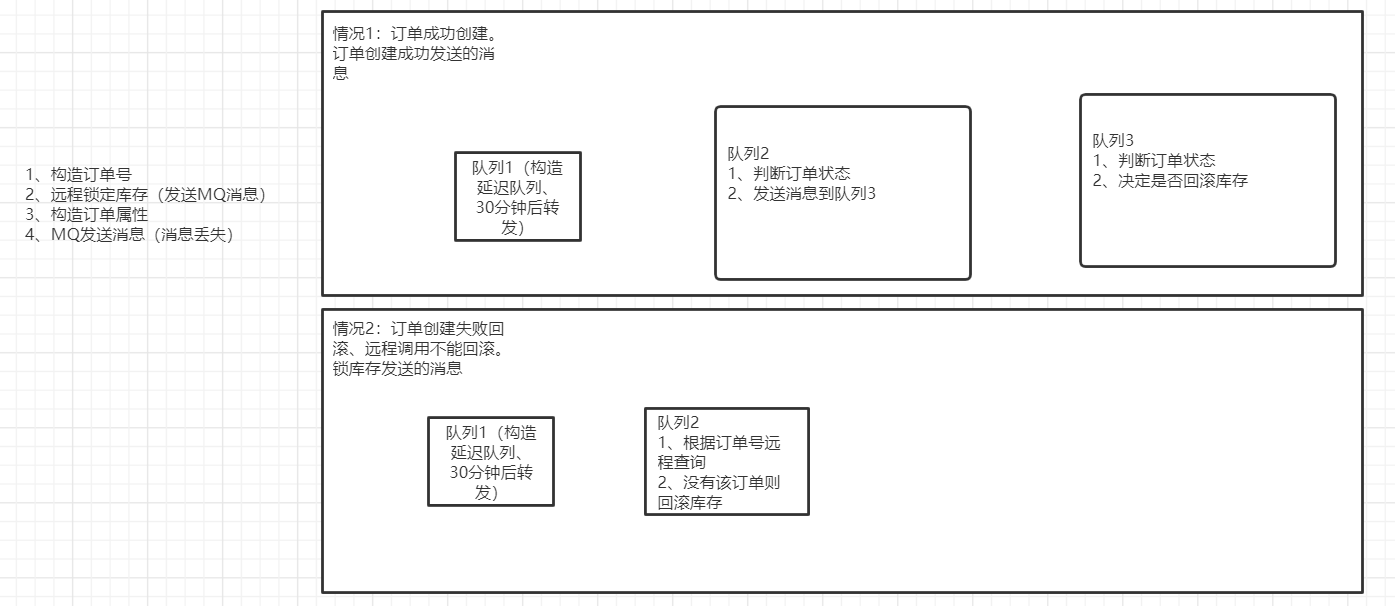 1、构造订单号
2、远程锁定库存（发送MQ消息）
3、构造订单属性
4、MQ发送消息（消息丢失）
情况1：订单成功创建。
订单创建成功发送的消
息
队列1（构造
延迟队列、
30分钟后转
发）
队列2
1、判断订单状态
2、发送消息到队列3
队列3
1、判断订单状态
2、决定是否回滚库存
情况2：订单创建失败回
滚、远程调用不能回滚。
锁库存发送的消息
队列1（构造
延迟队列、
30分钟后转
发）
队列2
1、根据订单号远
程查询
2、没有该订单则
回滚库存